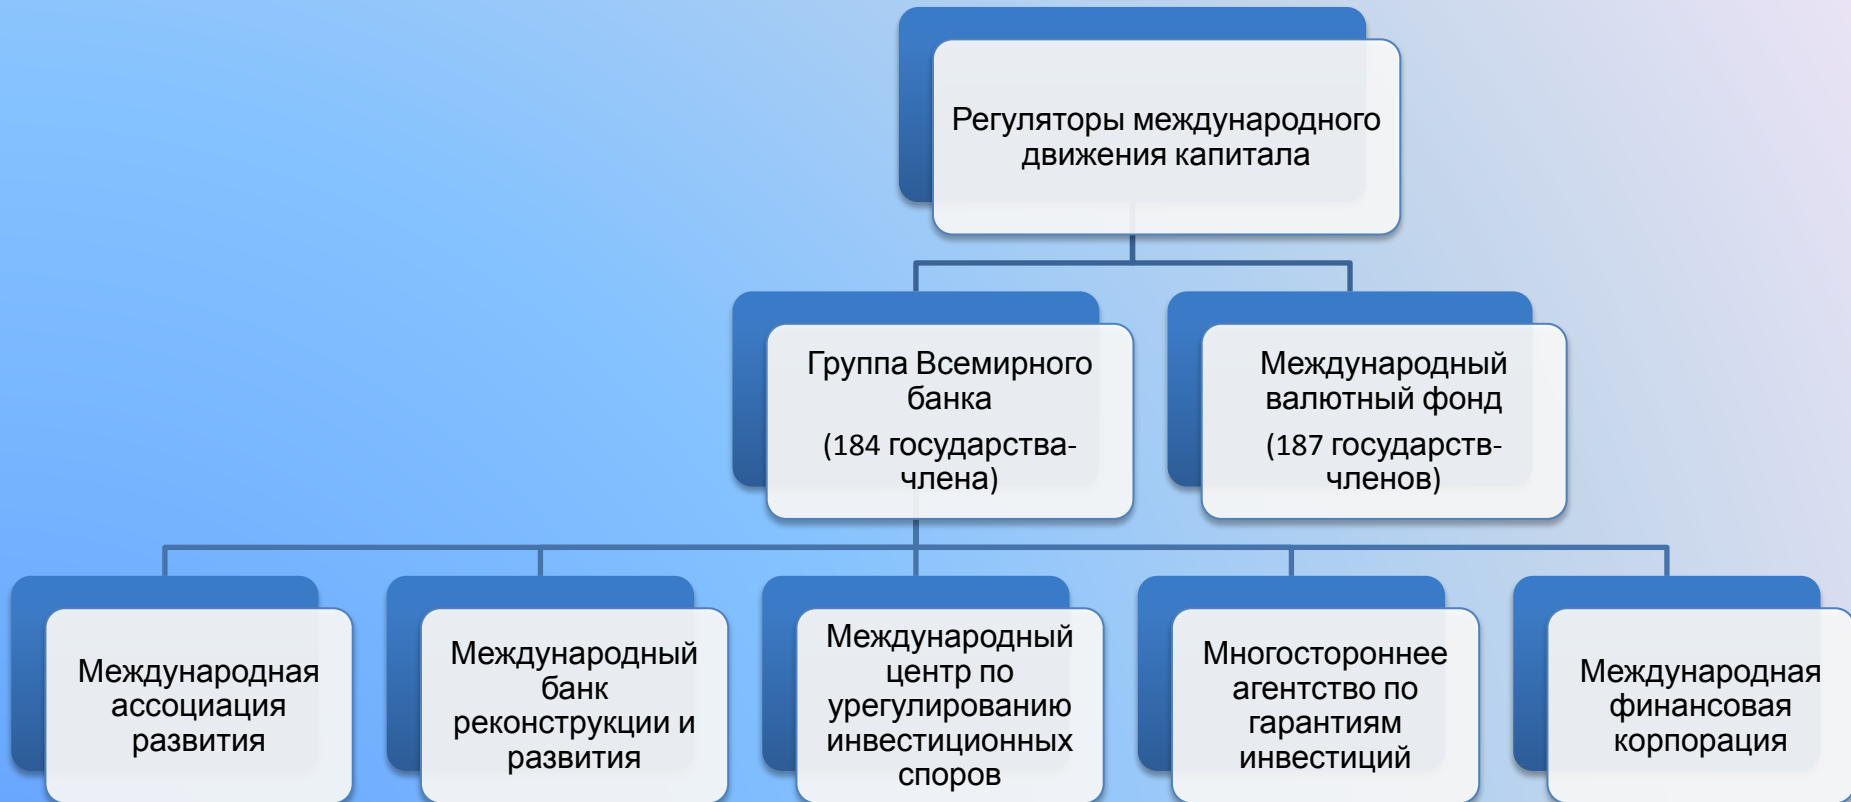 Регуляторы международного
движения капитала
Группа Всемирного
банка
(184 государства-
члена)
Международный
валютный фонд
(187 государств-
членов)
Международная
ассоциация
развития
Международный
банк
реконструкции и
развития
Международный
центр по
урегулированию
инвестиционных
споров
Многостороннее
агентство по
гарантиям
инвестиций
Международная
финансовая
корпорация